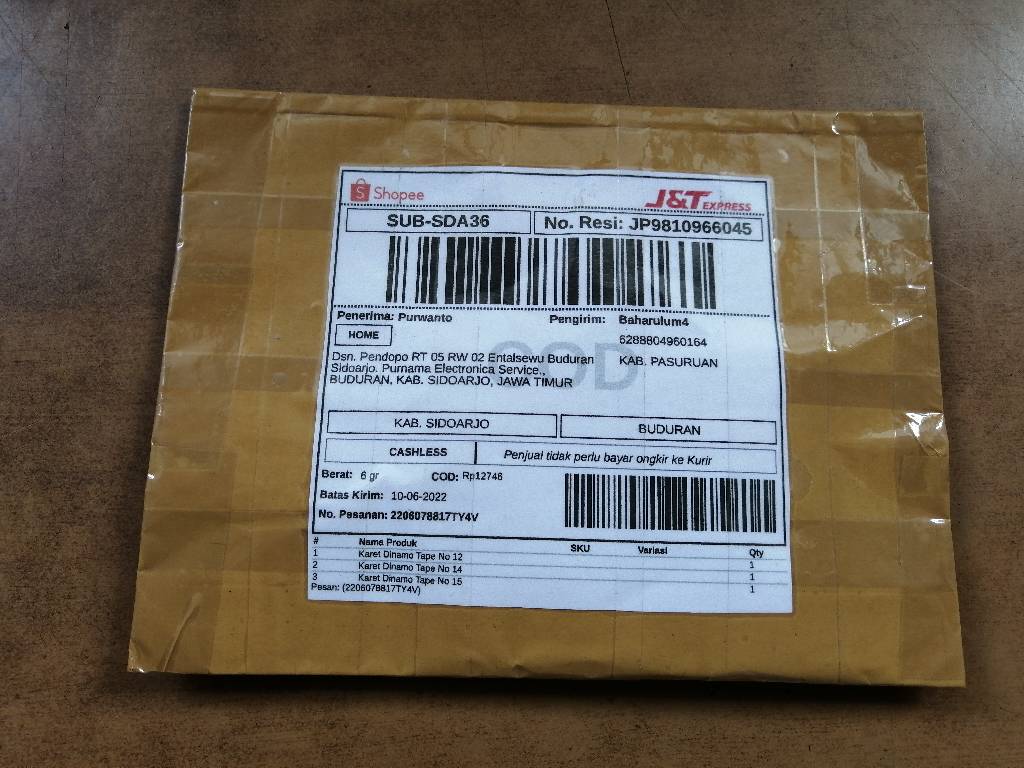 Shopee
J&T EXPRESS
SUB-SDA36
No. Resi: JP9810966045
Penerima: Purwanto
Pengirim: Baharulum4
HOME
6288804960164
KAB. PASURUAN
COD
Dsn. Pendopo RT 05 RW 02 Entalsewu Buduran
Sidoarjo. Purnama Electronica Service.,
BUDURAN, KAB. SIDOARJO, JAWA TIMUR
KAB. SIDOARJO
BUDURAN
CASHLESS
Penjual tidak perlu bayar ongkir ke Kurir
Berat: 6 gr
COD: Rp12746
Batas Kirim: 10-06-2022
No. Pesanan: 2206078817TY4V
# Nama Produk SKU Variasi Qty
1 Karet Dinamo Tape No 12 1
2 Karet Dinamo Tape No 14 1
3 Karet Dinamo Tape No 15 1
Pesan: (2206078817TY4V)